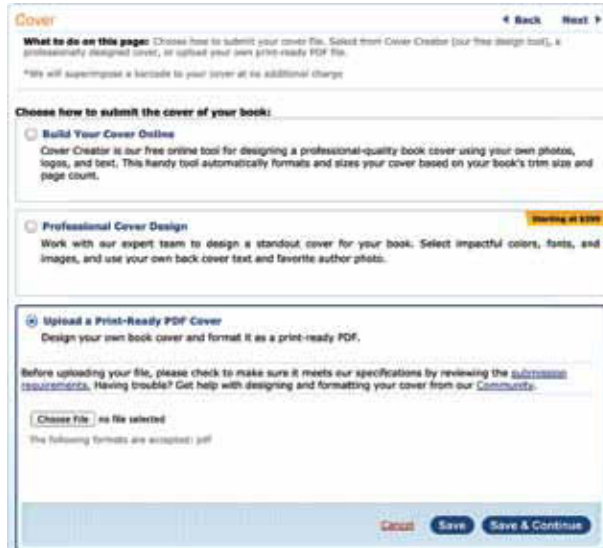 Cover
◄ Back Next ►
What to do on this page: Choose how to submit your cover file. Select from Cover Creator (our free design tool), a
professionally designed cover, or upload your own print-ready PDF file.
*We will superimpose a barcode to your cover at no additional charge
Choose how to submit the cover of your book:
Build Your Cover Online
Cover Creator is our free online tool for designing a professional-quality book cover using your own photos,
logos, and text. This handy tool automatically formats and sizes your cover based on your book's trim size and
page count.
Starting at $399
Professional Cover Design
Work with our expert team to design a standout cover for your book. Select impactful colors, fonts, and
images, and use your own back cover text and favorite author photo.
Upload a Print-Ready PDF Cover
Design your own book cover and format it as a print-ready PDF.
Before uploading your file, please check to make sure it meets our specifications by reviewing the submission
requirements. Having trouble? Get help with designing and formatting your cover from our Community.
Choose File no file selected
The following formats are accepted: pdf
Cancel Save Save & Continue